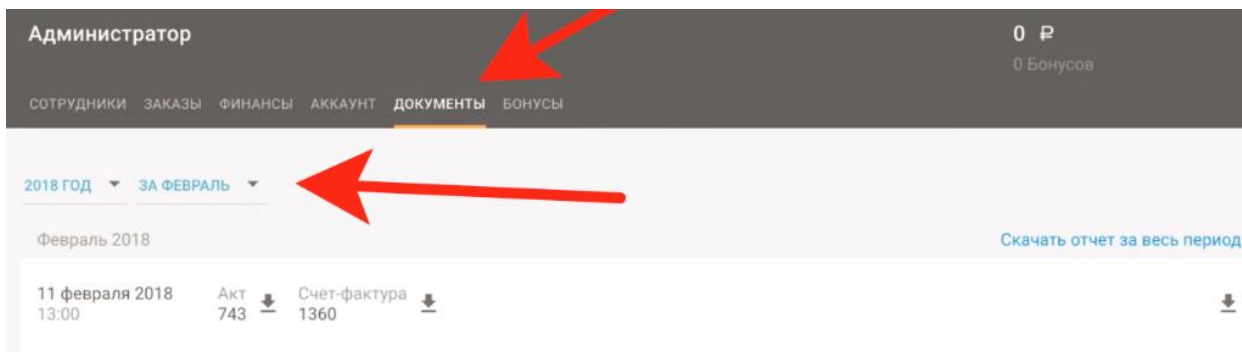 Администратор
0 ₽
0 Бонусов
СОТРУДНИКИ ЗАКАЗЫ ФИНАНСЫ АККАУНТ ДОКУМЕНТЫ БОНУСЫ
2018 ГОД ЗА ФЕВРАЛЬ
Февраль 2018
Скачать отчет за весь период
11 февраля 2018 Акт Счет-фактура
13:00 743 1360